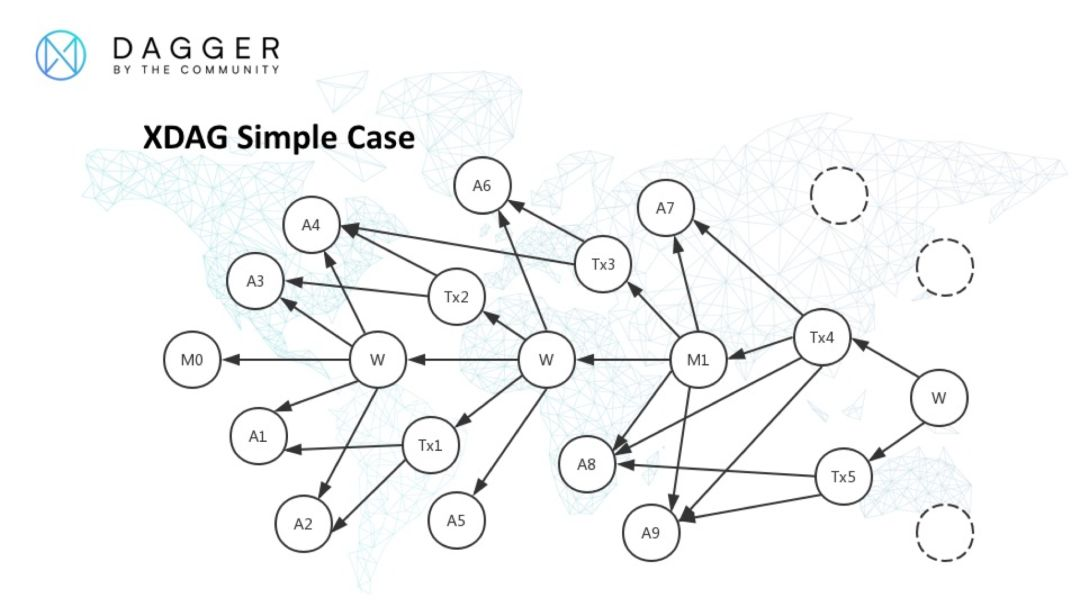 DAGGER
BY THE COMMUNITY
XDAG Simple Case
A6
A7
A4
Tx3
A3
Tx2
Tx4
M0
W
W
M1
W
A1
Tx1
A8
Tx5
A2
A5
A9